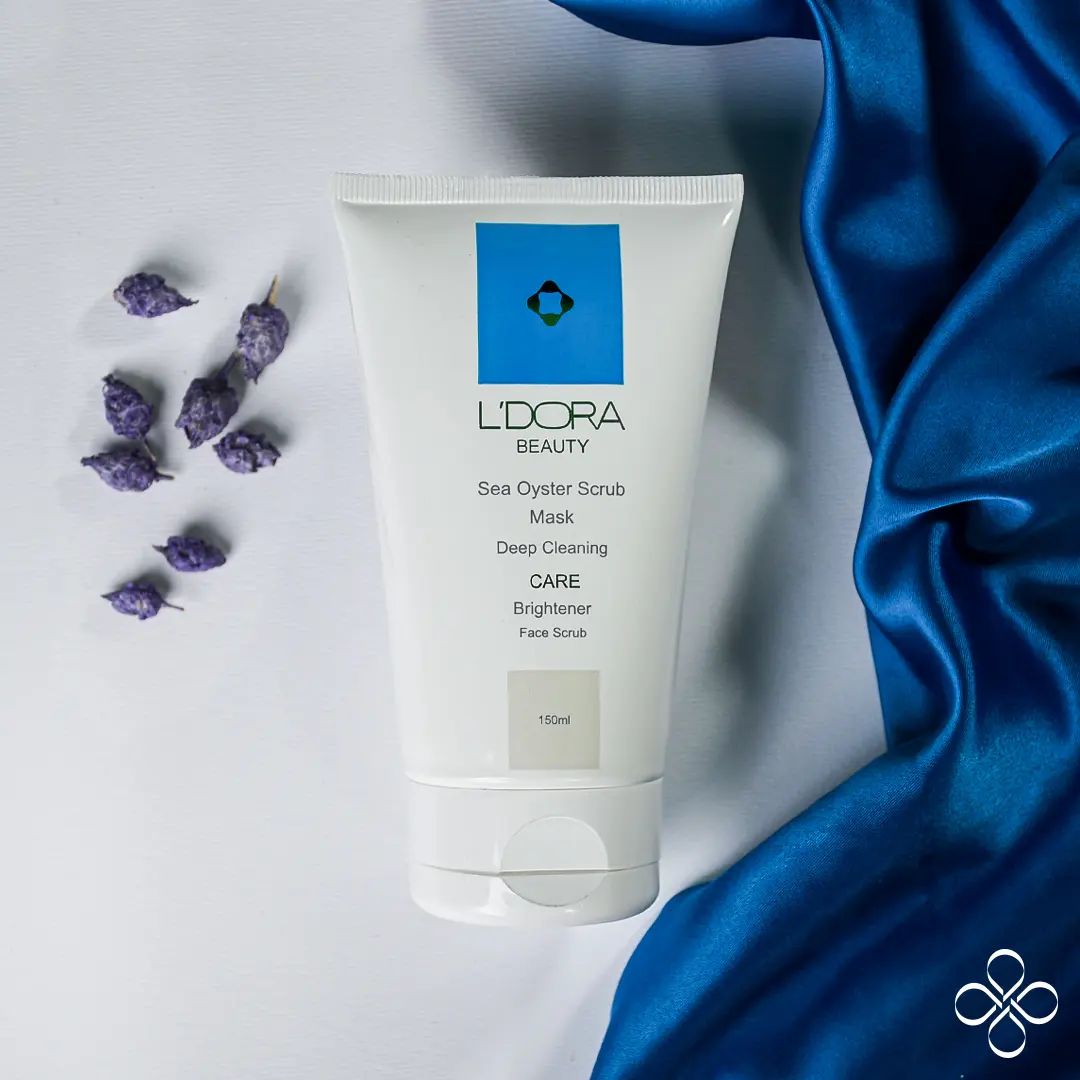 L'DORA
BEAUTY
Sea Oyster Scrub
Mask
Deep Cleaning
CARE
Brightener
Face Scrub
150ml